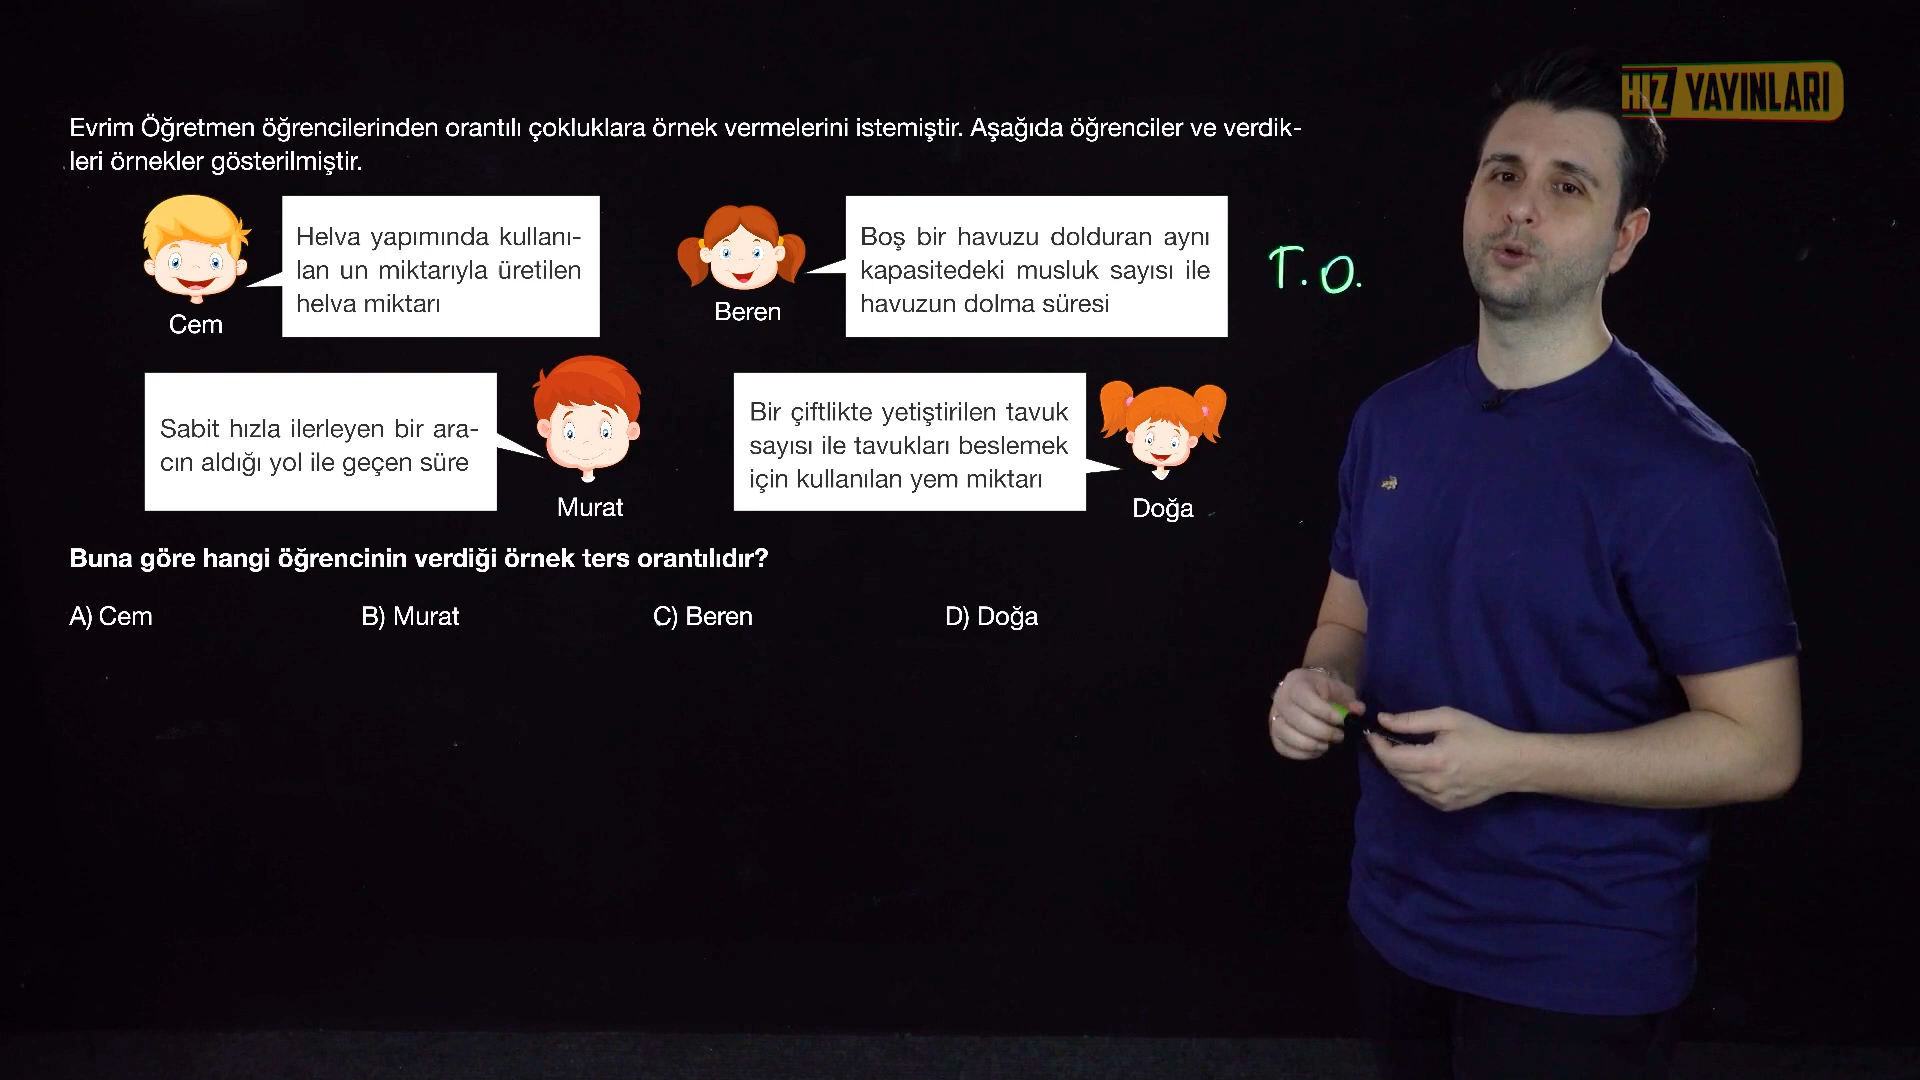 HIZ YAYINLARI
Evrim Öğretmen öğrencilerinden orantılı çokluklara örnek vermelerini istemiştir. Aşağıda öğrenciler ve verdik-
leri örnekler gösterilmiştir.
Helva yapımında kullanı-
lan un miktarıyla üretilen
helva miktarı
Cem
Boş bir havuzu dolduran aynı
kapasitedeki musluk sayısı ile
havuzun dolma süresi
Beren
T.O.
Sabit hızla ilerleyen bir ara-
cın aldığı yol ile geçen süre
Murat
Bir çiftlikte yetiştirilen tavuk
sayısı ile tavukları beslemek
için kullanılan yem miktarı
Doğa
Buna göre hangi öğrencinin verdiği örnek ters orantılıdır?
A) Cem B) Murat C) Beren D) Doğa